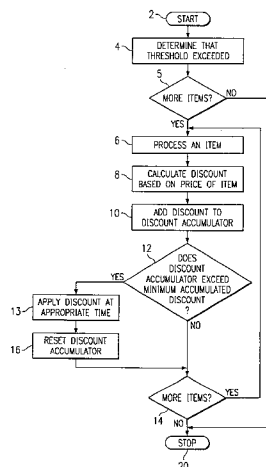 2
START
4
DETERMINE THAT
THRESHOLD EXCEEDED
5
MORE ITEMS?
NO
YES
6
PROCESS AN ITEM
8
CALCULATE DISCOUNT
BASED ON PRICE OF ITEM
10
ADD DISCOUNT TO
DISCOUNT ACCUMULATOR
12
DOES
DISCOUNT
ACCUMULATOR EXCEED
MINIMUM ACCUMULATED
DISCOUNT
?
YES
NO
13
APPLY DISCOUNT AT
APPROPRIATE TIME
16
RESET DISCOUNT
ACCUMULATOR
MORE ITEMS?
YES
14
NO
STOP
20